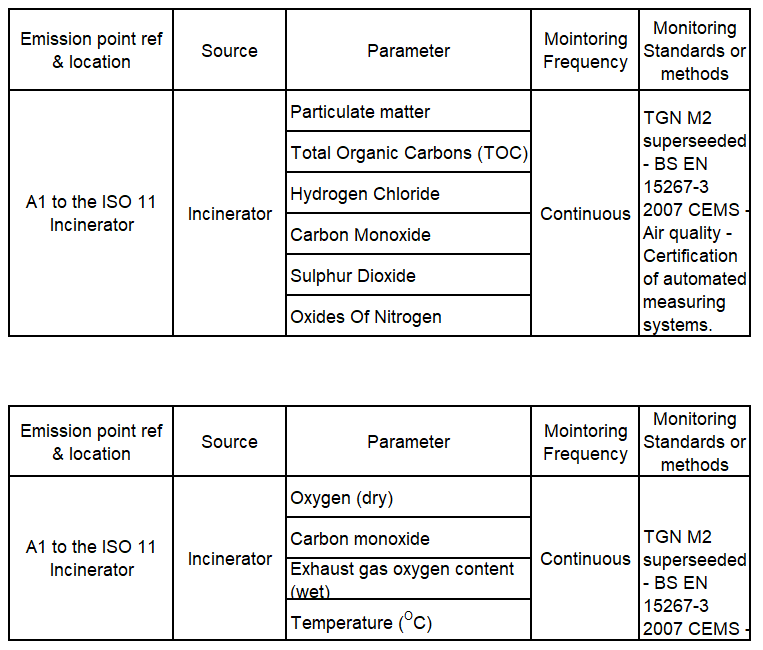 Emission point ref
& location
Source
Parameter
Mointoring
Frequency
Monitoring
Standards or
methods
A1 to the ISO 11
Incinerator
Incinerator
Particulate matter
Total Organic Carbons (TOC)
Hydrogen Chloride
Carbon Monoxide
Sulphur Dioxide
Oxides Of Nitrogen
Continuous
TGN M2
superseeded
- BS EN
15267-3
2007 CEMS -
Air quality -
Certification
of automated
measuring
systems.
Emission point ref
& location
Source
Parameter
Mointoring
Frequency
Monitoring
Standards or
methods
A1 to the ISO 11
Incinerator
Incinerator
Oxygen (dry)
Carbon monoxide
Exhaust gas oxygen content
(wet)
Temperature (°C)
Continuous
TGN M2
superseeded
- BS EN
15267-3
2007 CEMS -